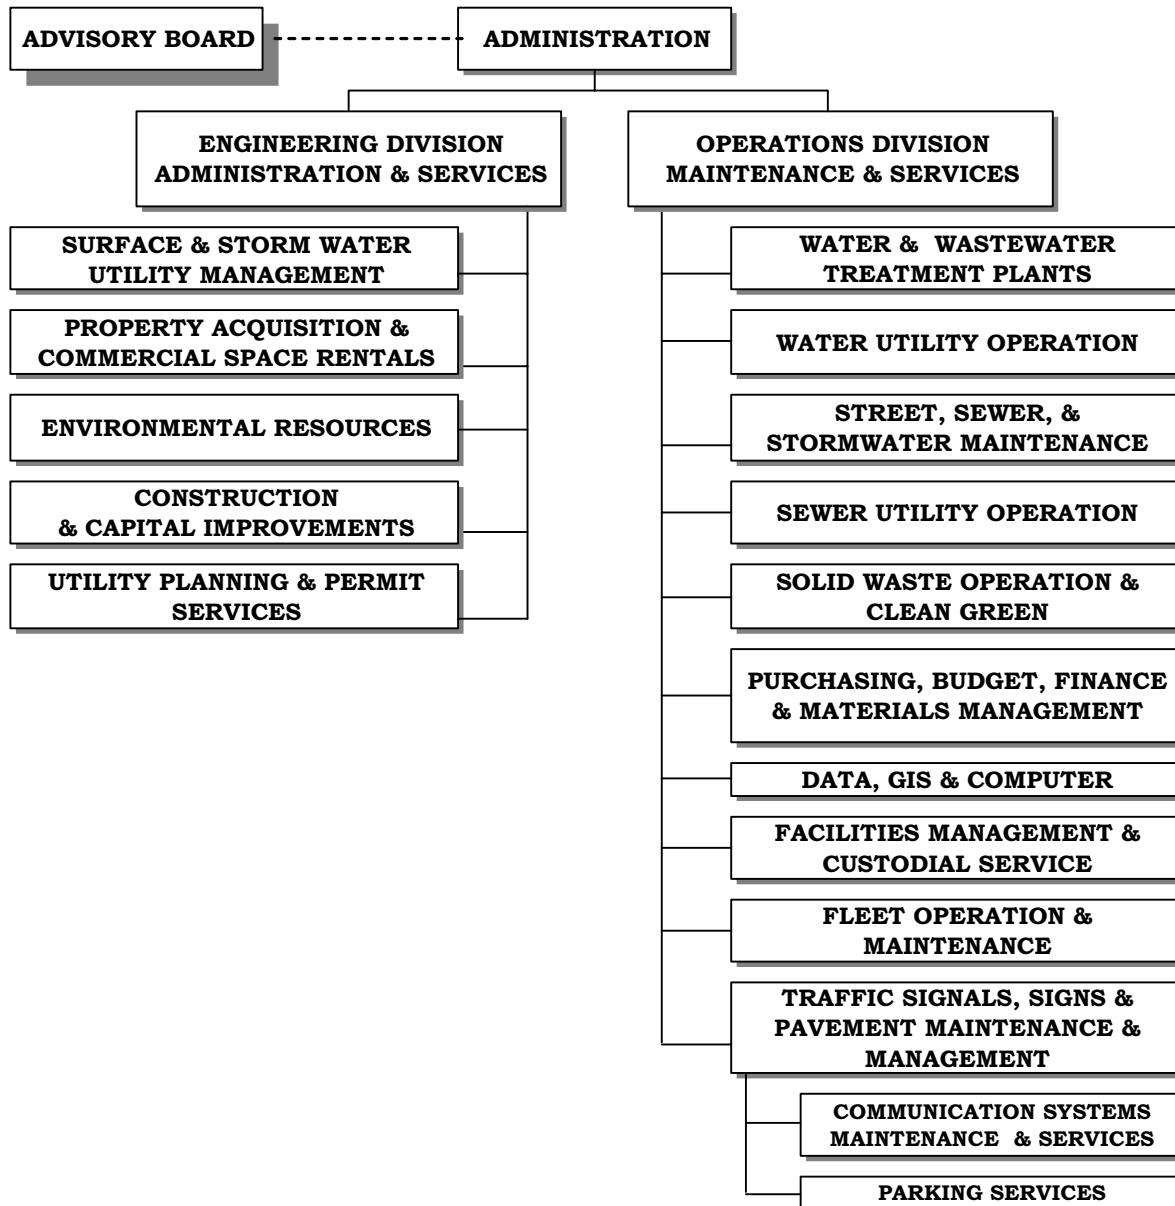 ADVISORY BOARD
ADMINISTRATION
ENGINEERING DIVISION
ADMINISTRATION & SERVICES
OPERATIONS DIVISION
MAINTENANCE & SERVICES
SURFACE & STORM WATER
UTILITY MANAGEMENT
PROPERTY ACQUISITION &
COMMERCIAL SPACE RENTALS
ENVIRONMENTAL RESOURCES
CONSTRUCTION
& CAPITAL IMPROVEMENTS
UTILITY PLANNING & PERMIT
SERVICES
WATER & WASTEWATER
TREATMENT PLANTS
WATER UTILITY OPERATION
STREET, SEWER, &
STORMWATER MAINTENANCE
SEWER UTILITY OPERATION
SOLID WASTE OPERATION &
CLEAN GREEN
PURCHASING, BUDGET, FINANCE
& MATERIALS MANAGEMENT
DATA, GIS & COMPUTER
FACILITIES MANAGEMENT &
CUSTODIAL SERVICE
FLEET OPERATION &
MAINTENANCE
TRAFFIC SIGNALS, SIGNS &
PAVEMENT MAINTENANCE &
MANAGEMENT
COMMUNICATION SYSTEMS
MAINTENANCE & SERVICES
PARKING SERVICES